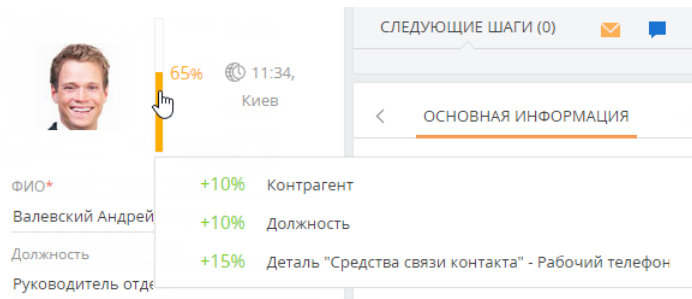 СЛЕДУЮЩИЕ ШАГИ (0)
65%
11:34,
Киев
ОСНОВНАЯ ИНФОРМАЦИЯ
ФИО*
Валевский Андрей
Должность
Руководитель отде
+10% Контрагент
+10% Должность
+15% Деталь "Средства связи контакта" - Рабочий телефон